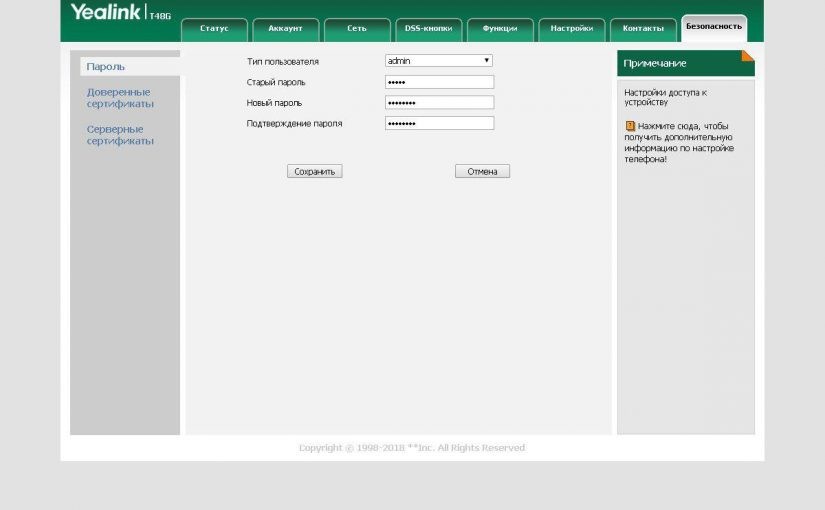 Yealink T48G
Статус Аккаунт Сеть DSS-кнопки Функции Настройки Контакты Безопасность
Пароль
Доверенные
сертификаты
Серверные
сертификаты
Тип пользователя admin
Старый пароль •••••
Новый пароль ••••••••
Подтверждение пароля ••••••••
Сохранить Отмена
Примечание
Настройки доступа к
устройству
Нажмите сюда, чтобы
получить дополнительную
информацию по настройке
телефона!
Copyright © 1998-2018 **Inc. All Rights Reserved